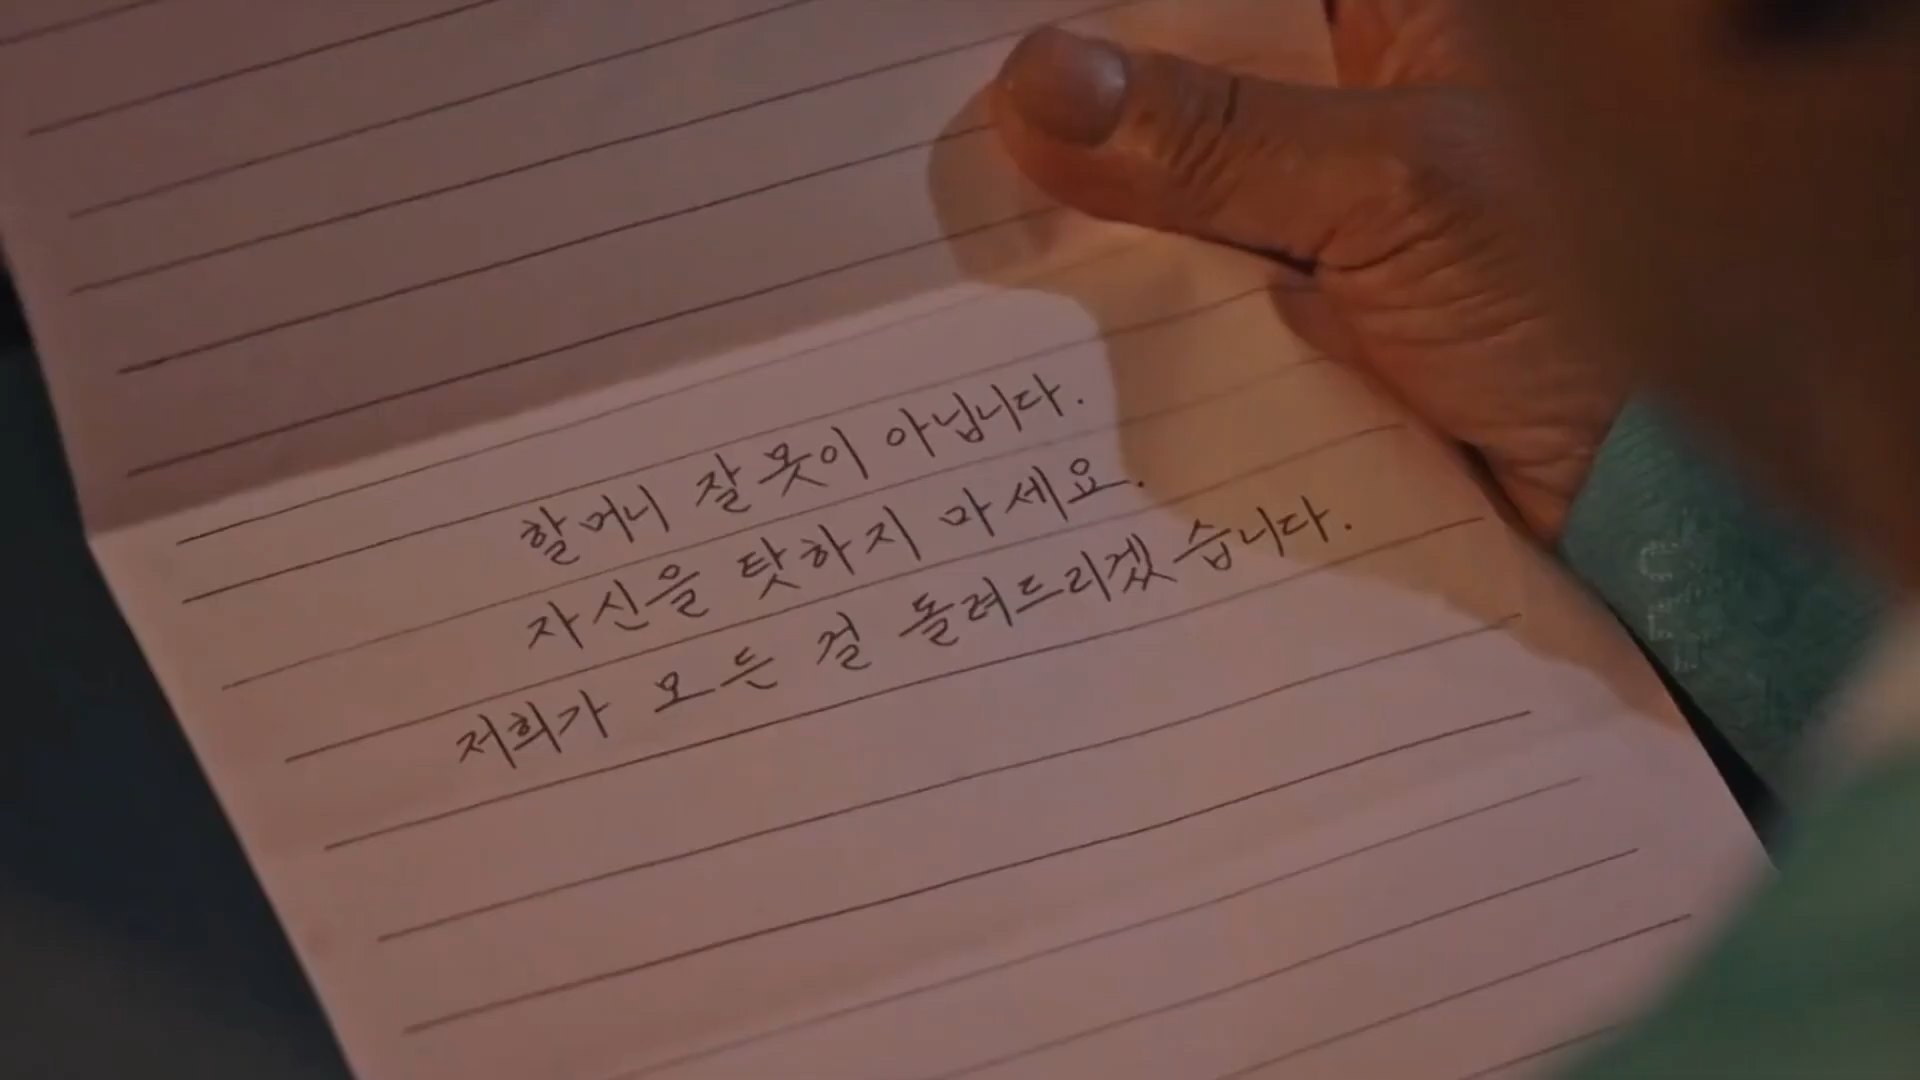 할머니 잘못이 아닙니다.
자신을 탓하지 마세요.
저희가 모든 걸 돌려드리겠습니다.